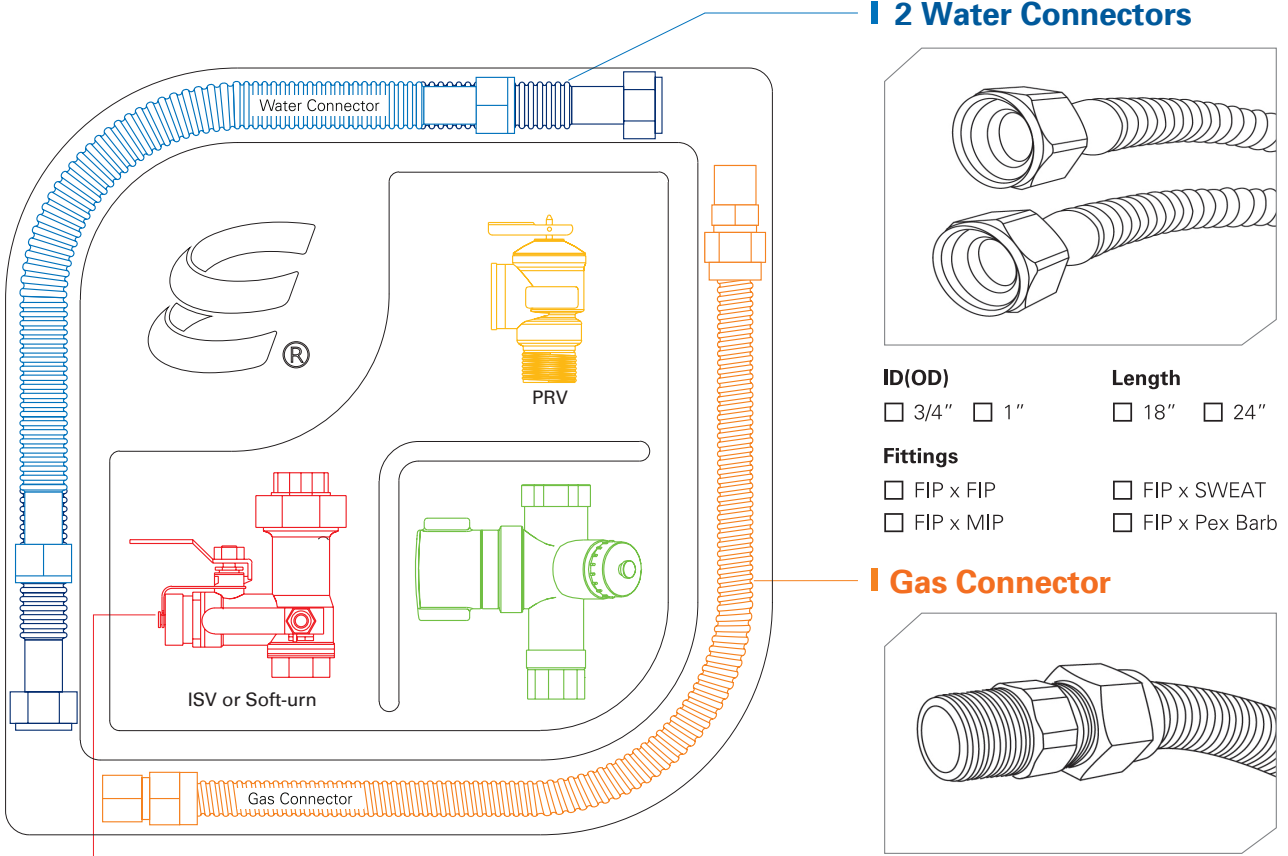 2 Water Connectors
Water Connector
®
PRV
ISV or Soft-urn
Gas Connector
ID(OD)
Length
☐ 3/4” ☐ 1”
☐ 18” ☐ 24”
Fittings
☐ FIP x FIP
☐ FIP x SWEAT
☐ FIP x MIP
☐ FIP x Pex Barb
Gas Connector